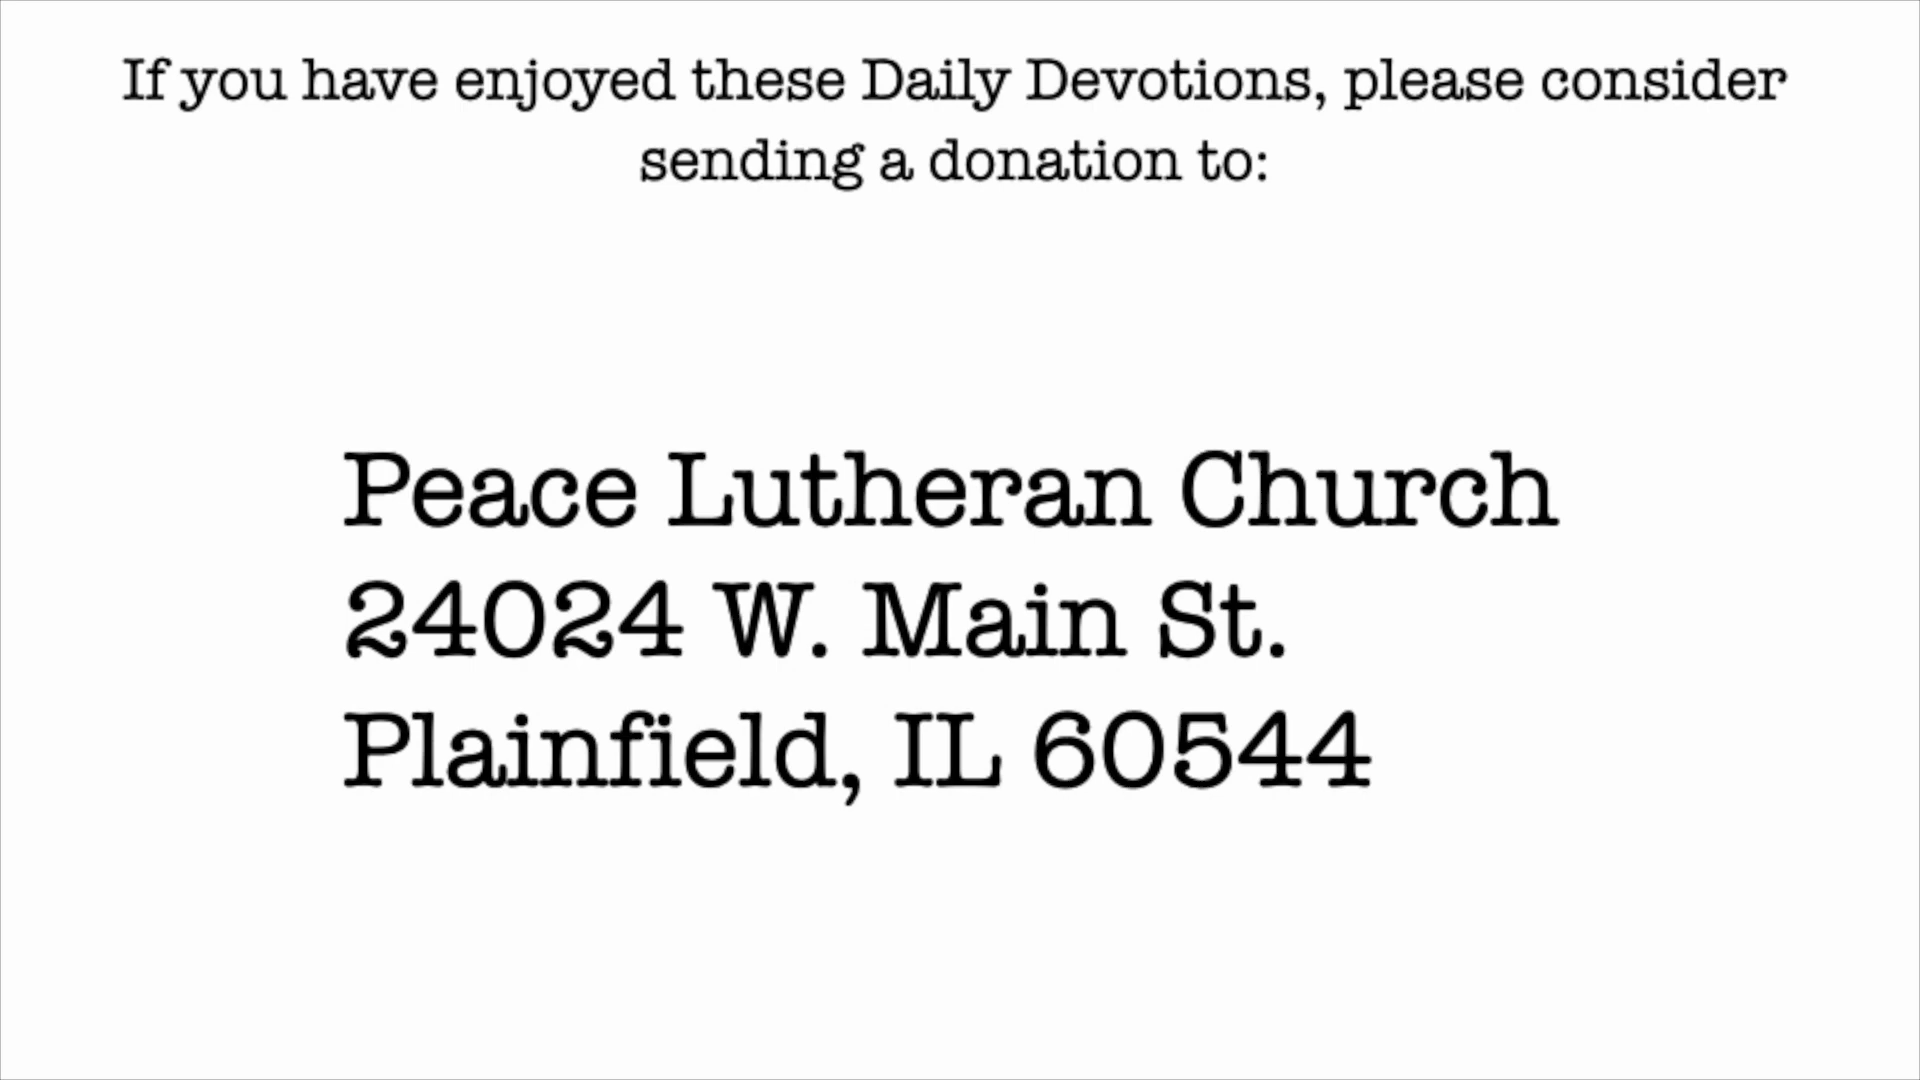 If you have enjoyed these Daily Devotions, please consider
sending a donation to:
Peace Lutheran Church
24024 W. Main St.
Plainfield, IL 60544